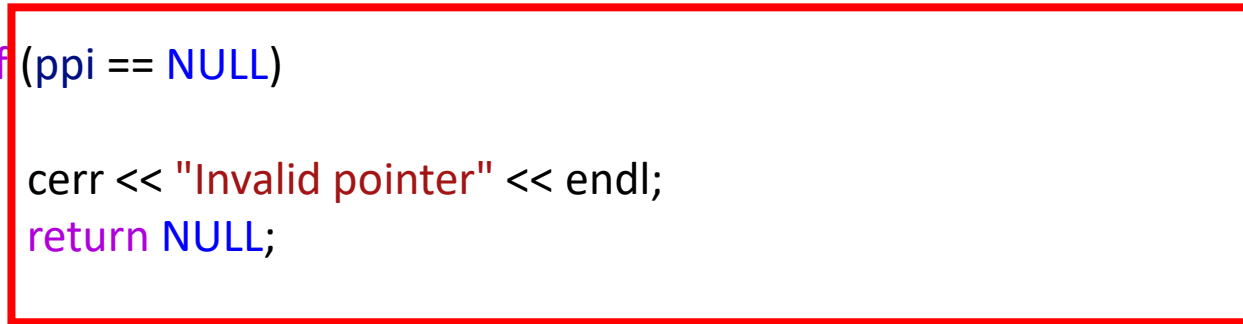 f (ppi == NULL)
cerr << "Invalid pointer" << endl;
return NULL;